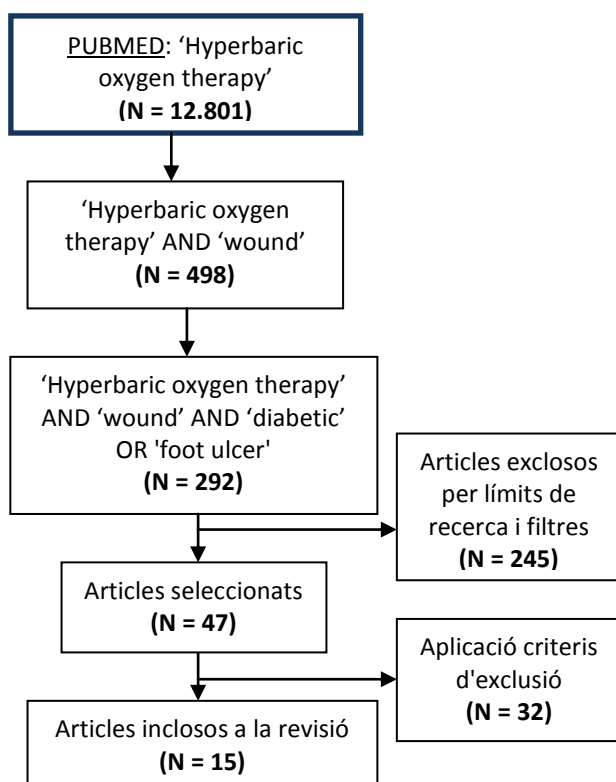 PUBMED: ‘Hyperbaric
oxygen therapy’
(N = 12.801)
‘Hyperbaric oxygen
therapy’ AND ‘wound’
(N = 498)
‘Hyperbaric oxygen therapy’
AND ‘wound’ AND ‘diabetic’
OR 'foot ulcer'
(N = 292)
Articles exclosos
per límits de
recerca i filtres
(N = 245)
Articles seleccionats
(N = 47)
Aplicació criteris
d'exclusió
(N = 32)
Articles inclosos a la revisió
(N = 15)